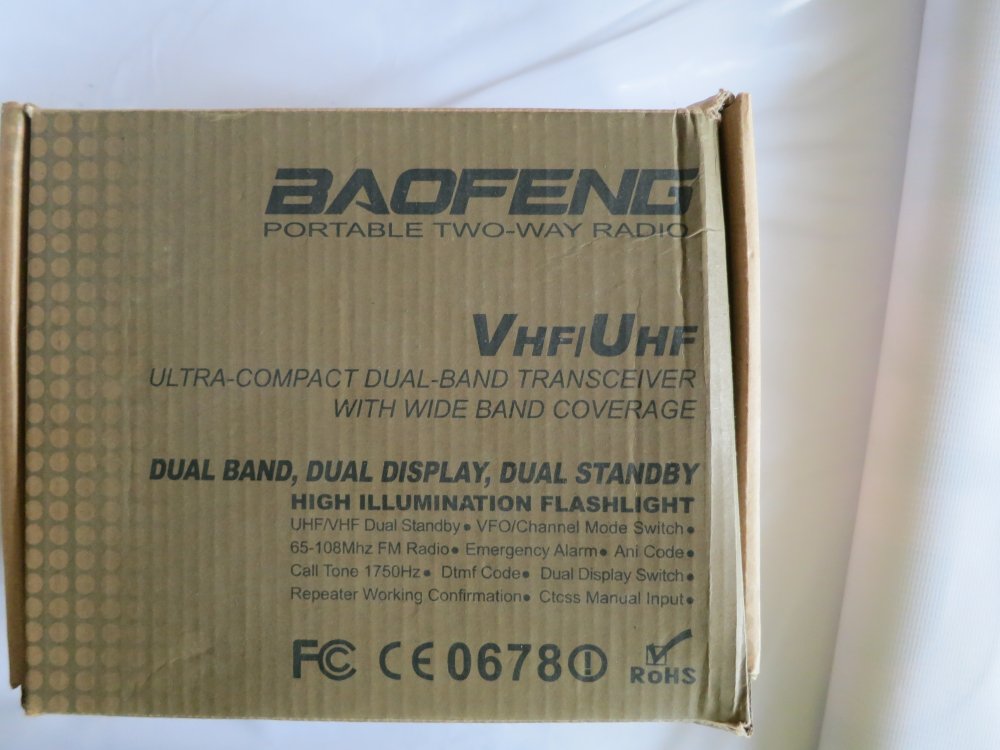 BAOFENG
PORTABLE TWO-WAY RADIO
VHF/UHF
ULTRA-COMPACT DUAL-BAND TRANSCEIVER
WITH WIDE BAND COVERAGE
DUAL BAND, DUAL DISPLAY, DUAL STANDBY
HIGH ILLUMINATION FLASHLIGHT
UHF/VHF Dual Standby● VFO/Channel Mode Switch●
65-108Mhz FM Radio● Emergency Alarm● Ani Code●
Call Tone 1750Hz● Dtmf Code● Dual Display Switch●
Repeater Working Confirmation● Ctcss Manual Input●
FC CE0678
ROHS